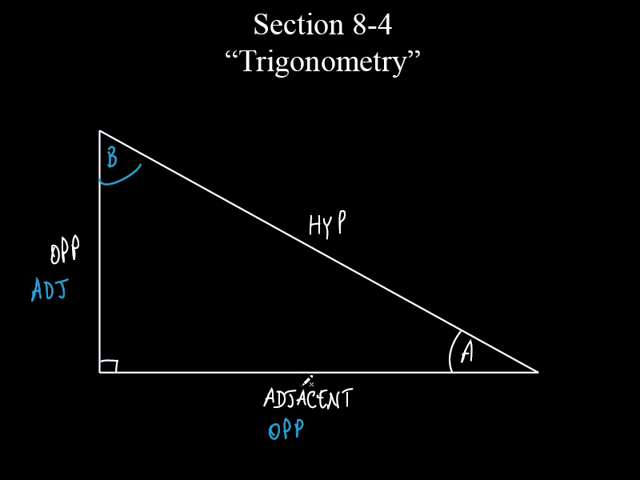 Section 8-4
“Trigonometry”
B
HYP
OPP
ADJ
A
ADJACENT
OPP